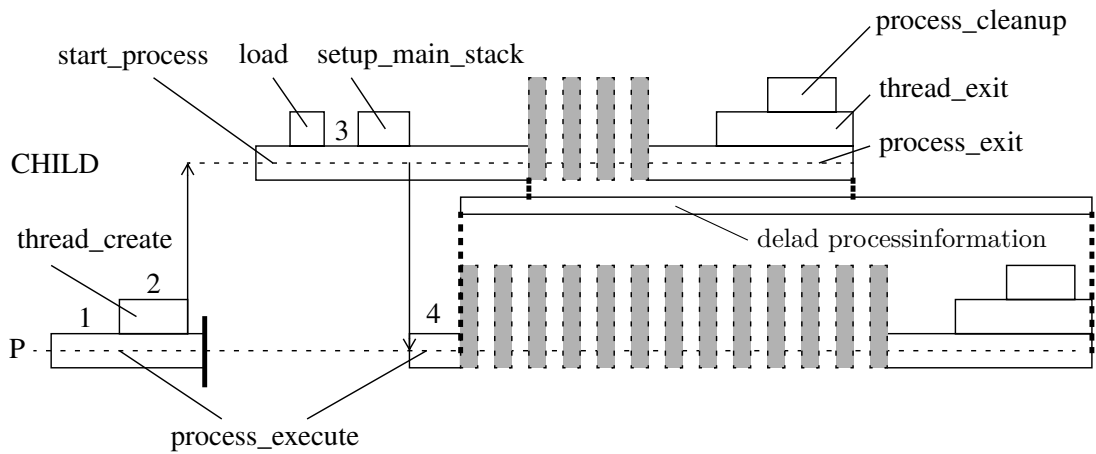 process_cleanup
start_process load setup_main_stack
thread_exit
3
process_exit
CHILD
thread_create
delad processinformation
2
1
4
P
process_execute